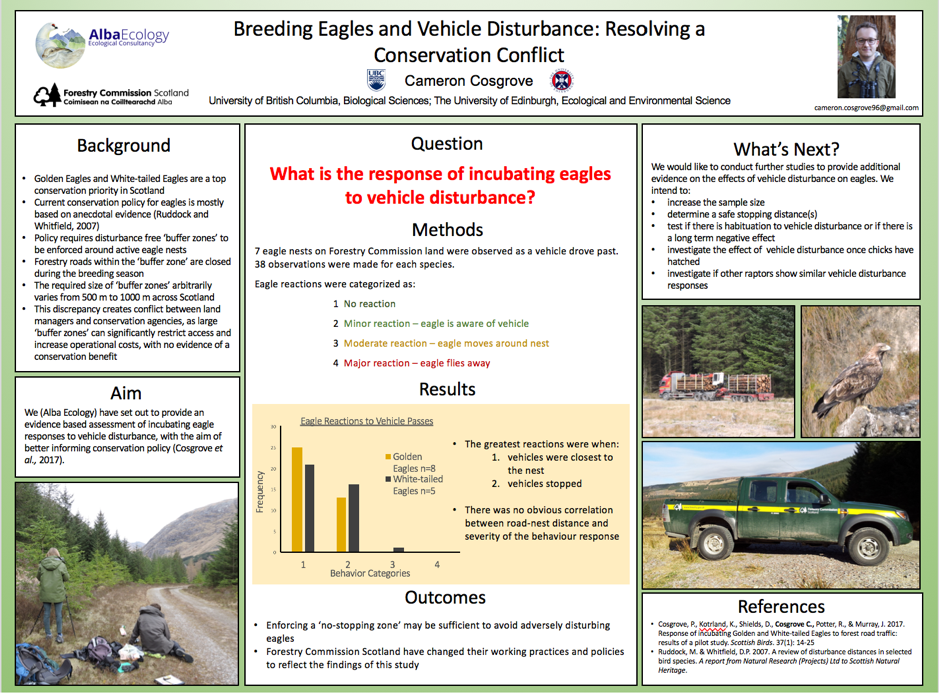 AlbaEcology
Ecological Consultancy
Forestry Commission Scotland
Coimisean na Coilltearachd Alba
Breeding Eagles and Vehicle Disturbance: Resolving a
Conservation Conflict
UBC
Cameron Cosgrove
University of British Columbia, Biological Sciences; The University of Edinburgh, Ecological and Environmental Science
cameron.cosgrove96@gmail.com
Background
• Golden Eagles and White-tailed Eagles are a top
conservation priority in Scotland
• Current conservation policy for eagles is mostly
based on anecdotal evidence (Ruddock and
Whitfield, 2007)
• Policy requires disturbance free 'buffer zones' to
be enforced around active eagle nests
• Forestry roads within the 'buffer zone' are closed
during the breeding season
• The required size of 'buffer zones' arbitrarily
varies from 500 m to 1000 m across Scotland
• This discrepancy creates conflict between land
managers and conservation agencies, as large
'buffer zones' can significantly restrict access and
increase operational costs, with no evidence of a
conservation benefit
Aim
We (Alba Ecology) have set out to provide an
evidence based assessment of incubating eagle
responses to vehicle disturbance, with the aim of
better informing conservation policy (Cosgrove et
al., 2017).
Question
What is the response of incubating eagles
to vehicle disturbance?
Methods
7 eagle nests on Forestry Commission land were observed as a vehicle drove past.
38 observations were made for each species.
Eagle reactions were categorized as:
1 No reaction
2 Minor reaction – eagle is aware of vehicle
3 Moderate reaction – eagle moves around nest
4 Major reaction – eagle flies away
Results
Eagle Reactions to Vehicle Passes
30
25
20
15
10
5
0
Frequency
Golden
Eagles n=8
White-tailed
Eagles n=5
1 2 3 4
Behavior Categories
• The greatest reactions were when:
1. vehicles were closest to
the nest
2. vehicles stopped
• There was no obvious correlation
between road-nest distance and
severity of the behaviour response
Outcomes
• Enforcing a 'no-stopping zone' may be sufficient to avoid adversely disturbing
eagles
• Forestry Commission Scotland have changed their working practices and policies
to reflect the findings of this study
What's Next?
We would like to conduct further studies to provide additional
evidence on the effects of vehicle disturbance on eagles. We
intend to:
• increase the sample size
• determine a safe stopping distance(s)
• test if there is habituation to vehicle disturbance or if there is
a long term negative effect
• investigate the effect of vehicle disturbance once chicks have
hatched
• investigate if other raptors show similar vehicle disturbance
responses
References
• Cosgrove, P., Kotrland, K., Shields, D., Cosgrove C., Potter, R., & Murray, J. 2017.
Response of incubating Golden and White-tailed Eagles to forest road traffic:
results of a pilot study. Scottish Birds. 37(1): 14-25
• Ruddock, M. & Whitfield, D.P. 2007. A review of disturbance distances in selected
bird species. A report from Natural Research (Projects) Ltd to Scottish Natural
Heritage.